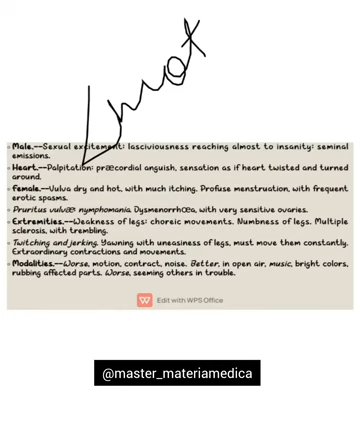 Male.--Sexual excitement; lasciviousness reaching almost to insanity; seminal
emissions.
Heart.--Palpitation; præcordial anguish, sensation as if heart twisted and turned
around.
Female.--Vulva dry and hot, with much itching. Profuse menstruation, with frequent
erotic spasms.
Pruritus vulvæ; nymphomania. Dysmenorrhœa, with very sensitive ovaries.
Extremities.--Weakness of legs; choreic movements. Numbness of legs. Multiple
sclerosis, with trembling.
Twitching and jerking. Yawning with uneasiness of legs, must move them constantly.
Extraordinary contractions and movements.
Modalities.--Worse, motion, contract, noise. Better, in open air, music, bright colors,
rubbing affected parts. Worse, seeing others in trouble.
W Edit with WPS Office
@master_materiamedica